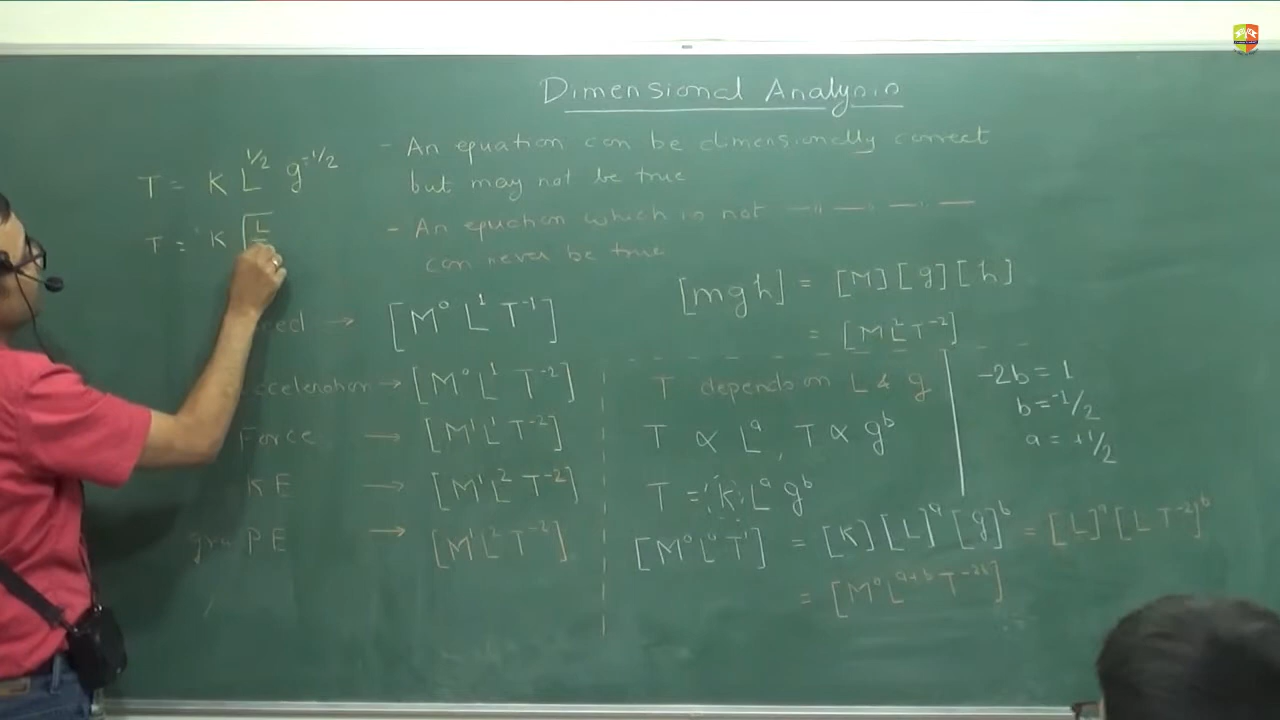 Dimensional Analysis
- An equation can be dimensionally correct
but may not be true
- An equation which is not —"— — —
can never be true
T = K L^1/2 g^-1/2
T = K √L
[mgh] = [M][g][h]
= [M L^2 T^-2]
→ [M^0 L^1 T^-1]
acceleration → [M^0 L^1 T^-2]
Force → [M^1 L^1 T^-2]
KE → [M^1 L^2 T^-2]
PE → [M^1 L^2 T^-2]
T depends on L & g
T ∝ L^a, T ∝ g^b
T = K L^a g^b
[M^0 L^0 T^1] = [K][L]^a [g]^b = [L]^a [L T^-2]^b
= [M^0 L^a+b T^-2b]
-2b = 1
b = -1/2
a = +1/2